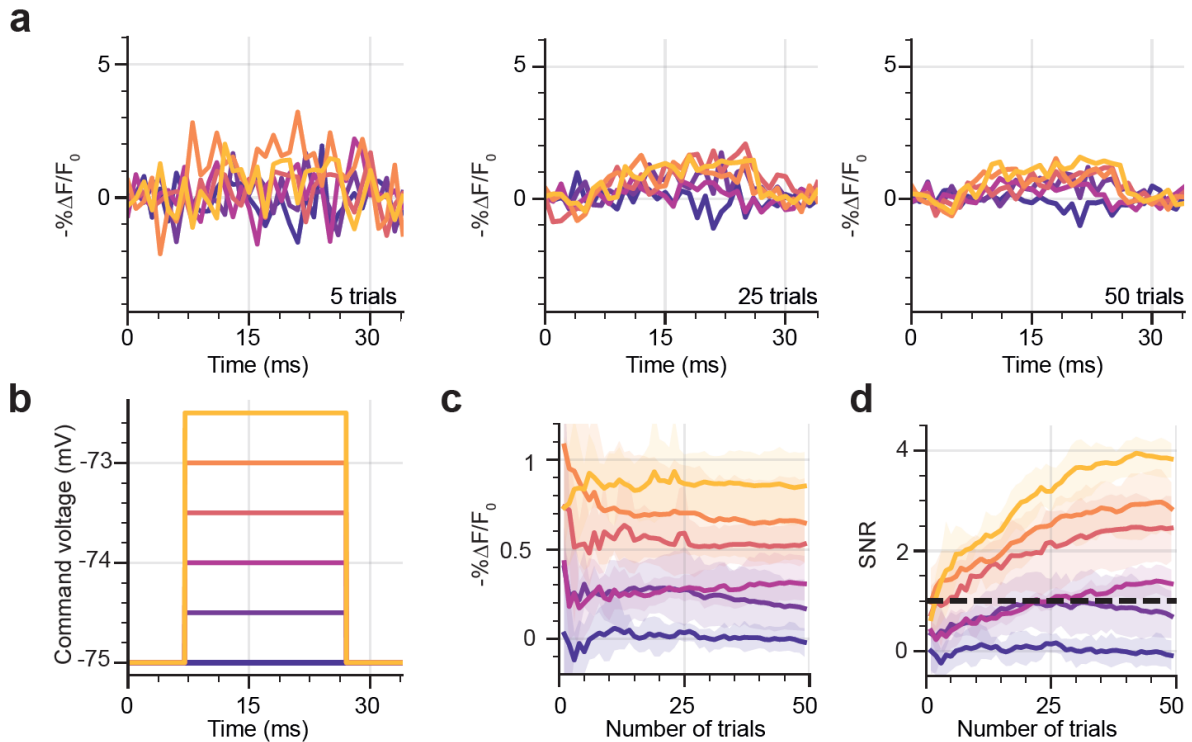 a
5
0
-%ΔF/F0
5 trials
0
15
30
Time (ms)
5
0
-%ΔF/F0
25 trials
0
15
30
Time (ms)
5
0
-%ΔF/F0
50 trials
0
15
30
Time (ms)
b
Command voltage (mV)
-73
-74
-75
0
15
30
Time (ms)
c
-%ΔF/F0
1
0.5
0
0
25
50
Number of trials
d
SNR
4
2
0
0
25
50
Number of trials